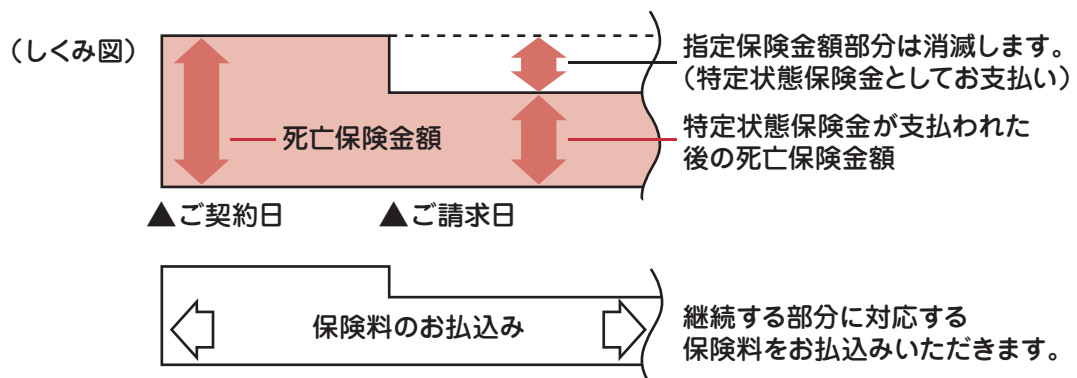 (しくみ図)
指定保険金額部分は消滅します。
(特定状態保険金としてお支払い)
死亡保険金額
特定状態保険金が支払われた
後の死亡保険金額
▲ご契約日
▲ご請求日
保険料のお払込み
継続する部分に対応する
保険料をお払込みいただきます。